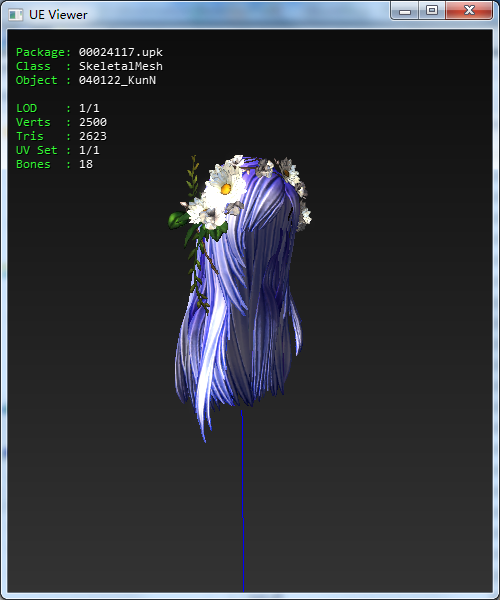 UE Viewer
Package: 00024117.upk
Class  : SkeletalMesh
Object : 040122_KunN
LOD    : 1/1
Verts  : 2500
Tris   : 2623
UV Set : 1/1
Bones  : 18